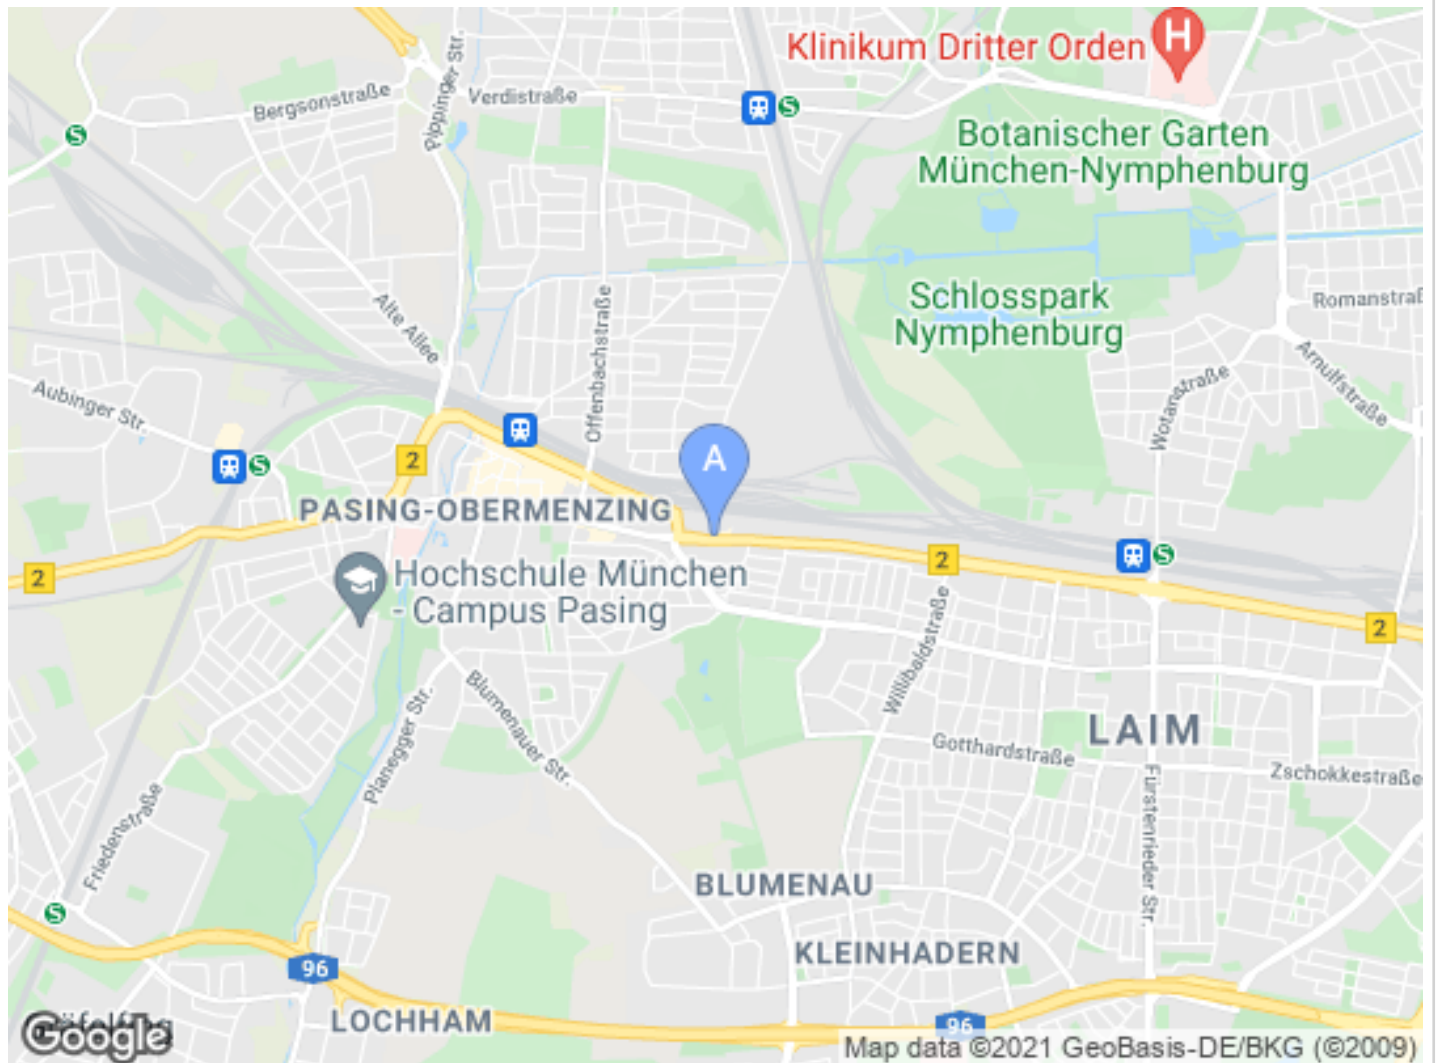 Klinikum Dritter Orden
H
Pippinger Str.
Bergsonstraße
Verdistraße
S
S
Botanischer Garten
München-Nymphenburg
Alte Allee
Offenbachstraße
Schlosspark
Nymphenburg
Romanstraß
Arnulfstraße
Wotanstraße
Aubinger Str.
S
2
A
PASING-OBERMENZING
2
2
S
Hochschule München
- Campus Pasing
2
Willibaldstraße
Blumenauer Str.
Planegger Str.
LAIM
Gotthardstraße
Zschokkestraße
Fürstenrieder Str.
Friedenstraße
BLUMENAU
S
KLEINHADERN
96
LOCHHAM
96
Google
Map data ©2021 GeoBasis-DE/BKG (©2009)